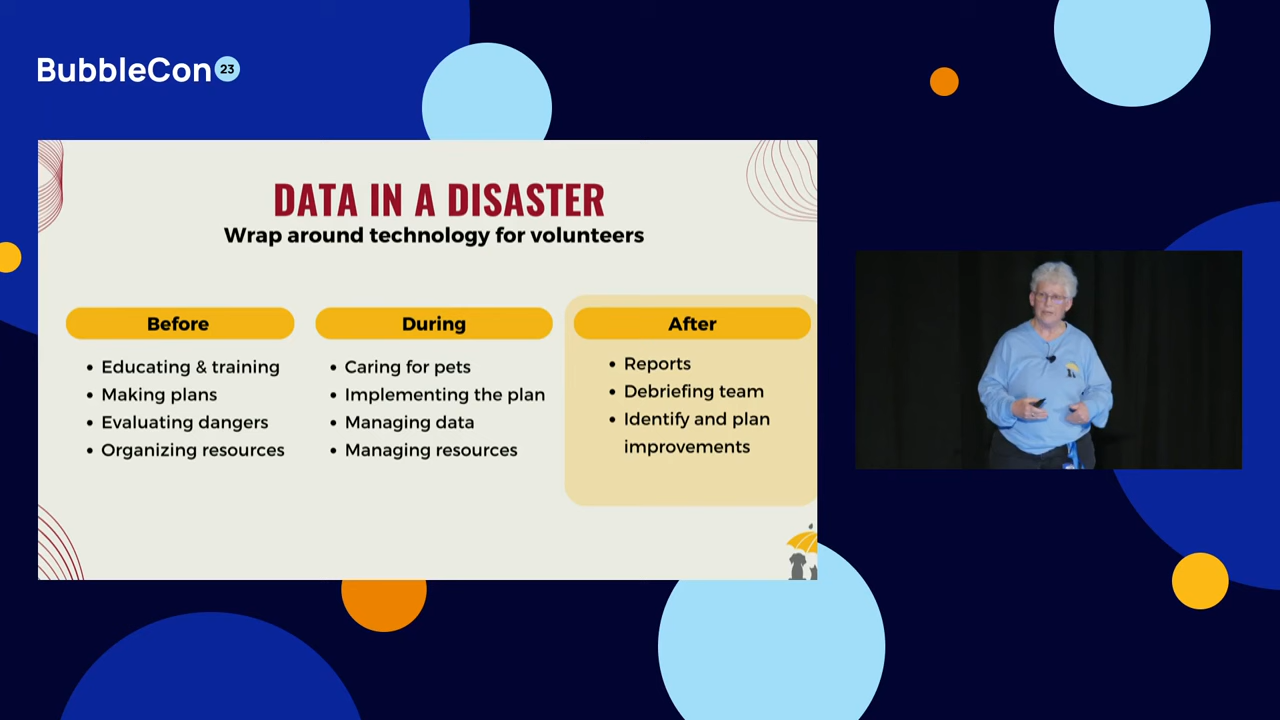 BubbleCon 23
DATA IN A DISASTER
Wrap around technology for volunteers
Before
• Educating & training
• Making plans
• Evaluating dangers
• Organizing resources
During
• Caring for pets
• Implementing the plan
• Managing data
• Managing resources
After
• Reports
• Debriefing team
• Identify and plan
improvements